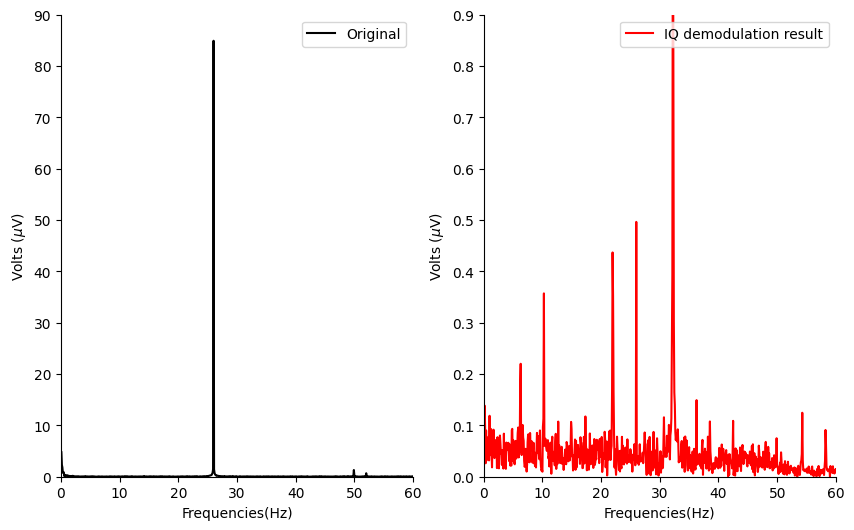 Original
90
80
70
60
50
40
30
20
10
0
Volts (μV)
0 10 20 30 40 50 60
Frequencies(Hz)
IQ demodulation result
0.9
0.8
0.7
0.6
0.5
0.4
0.3
0.2
0.1
0.0
Volts (μV)
0 10 20 30 40 50 60
Frequencies(Hz)